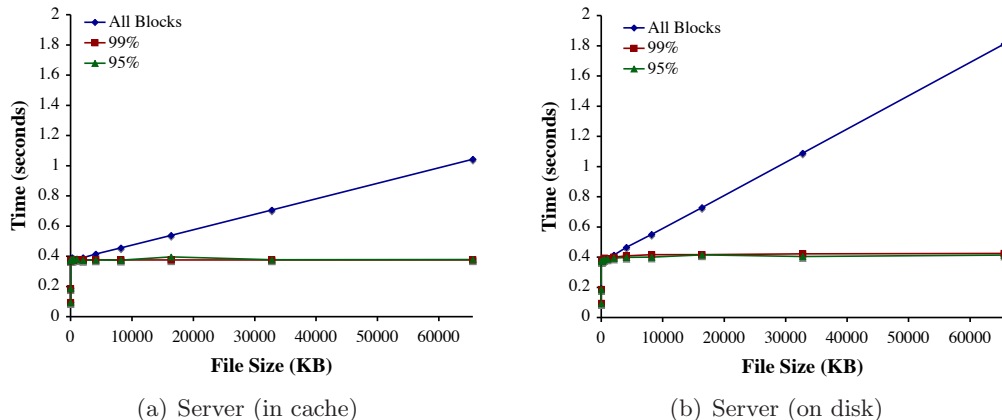 2
1.8
1.6
1.4
1.2
1
0.8
0.6
0.4
0.2
0
All Blocks
99%
95%
Time (seconds)
0 10000 20000 30000 40000 50000 60000
File Size (KB)
(a) Server (in cache)
2
1.8
1.6
1.4
1.2
1
0.8
0.6
0.4
0.2
0
All Blocks
99%
95%
Time (seconds)
0 10000 20000 30000 40000 50000 60000
File Size (KB)
(b) Server (on disk)